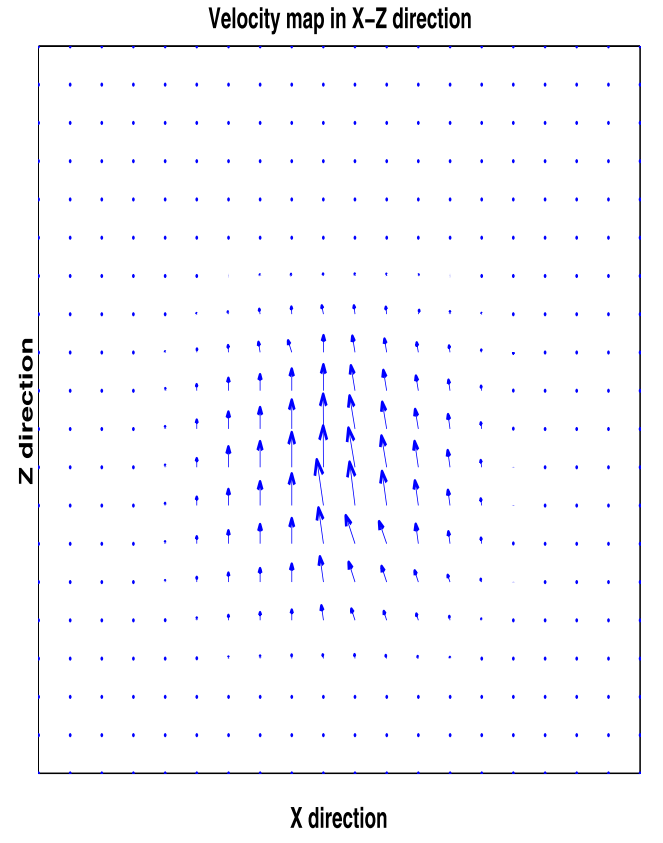 Velocity map in X−Z direction
Z direction
X direction